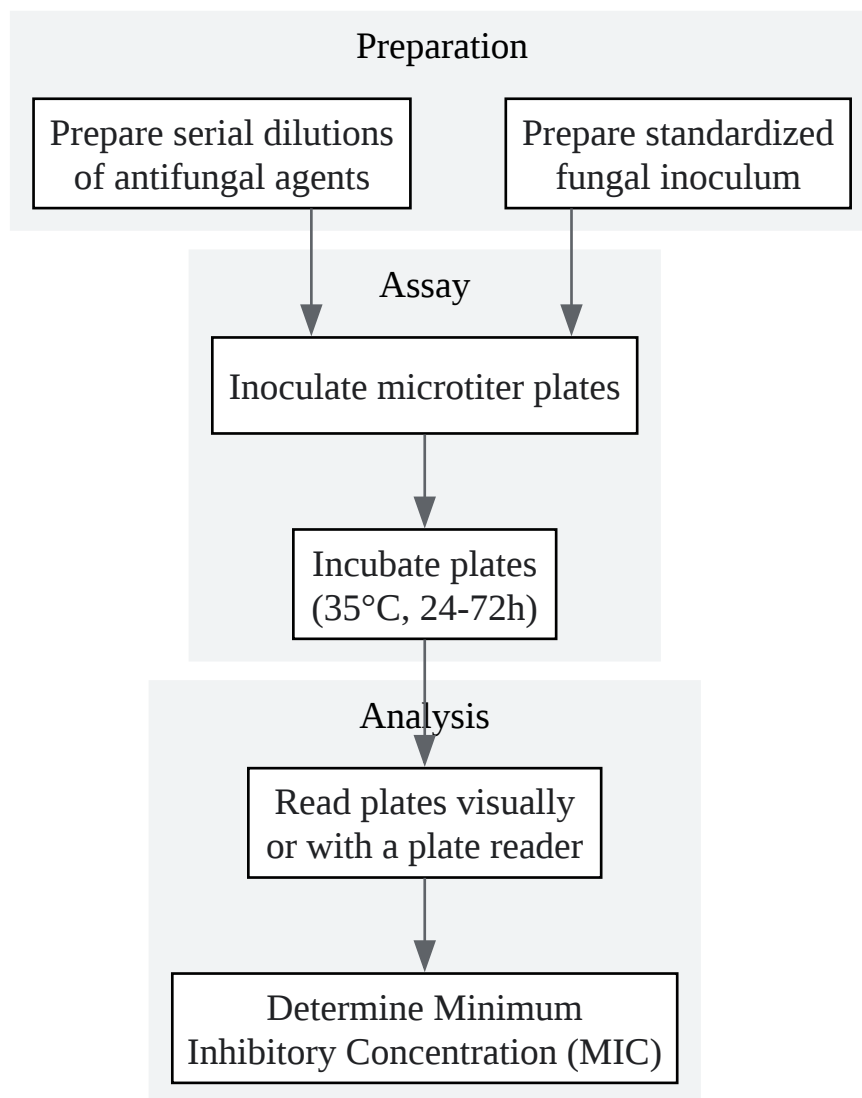 Preparation
Prepare serial dilutions
of antifungal agents
Prepare standardized
fungal inoculum
Assay
Inoculate microtiter plates
Incubate plates
(35°C, 24-72h)
Analysis
Read plates visually
or with a plate reader
Determine Minimum
Inhibitory Concentration (MIC)